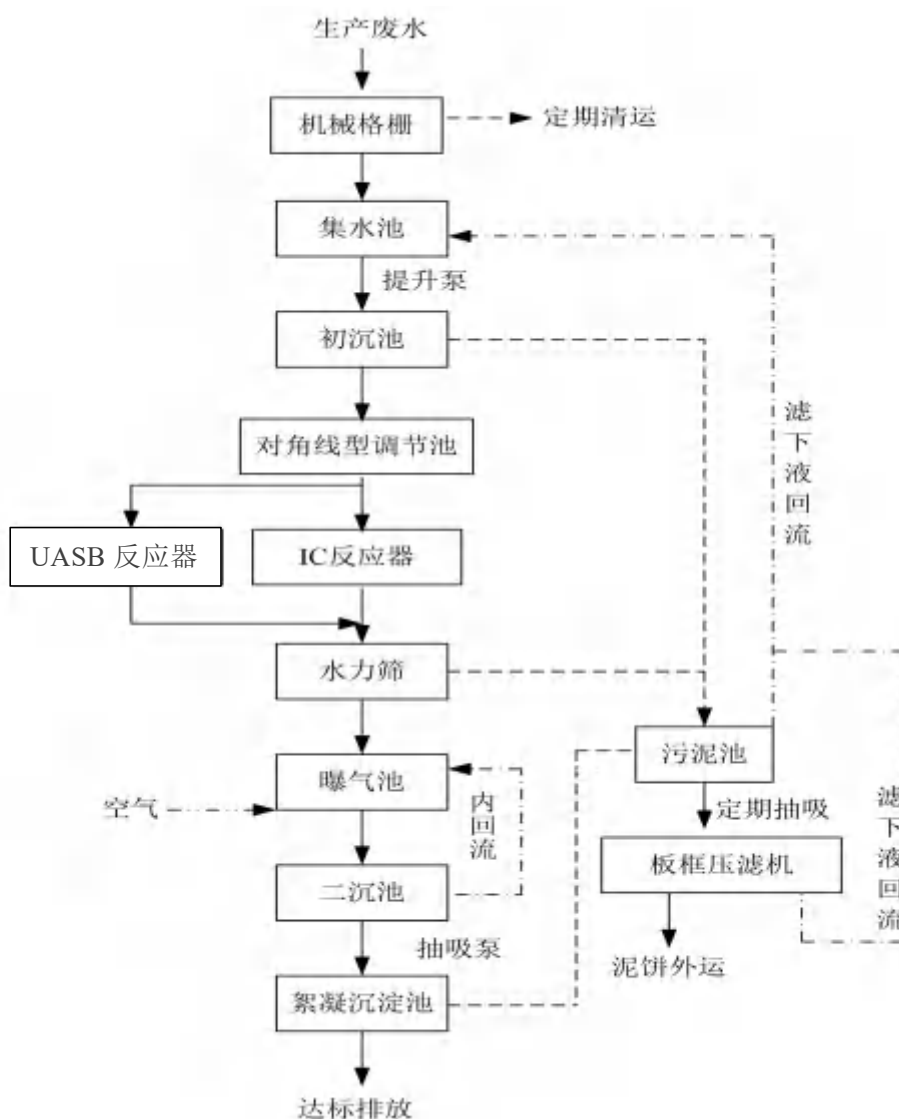 生产废水
机械格栅
定期清运
集水池
提升泵
初沉池
对角线型调节池
滤下液回流
UASB 反应器
IC反应器
水力筛
污泥池
曝气池
空气
内回流
定期抽吸
滤下液回流
板框压滤机
二沉池
抽吸泵
泥饼外运
絮凝沉淀池
达标排放